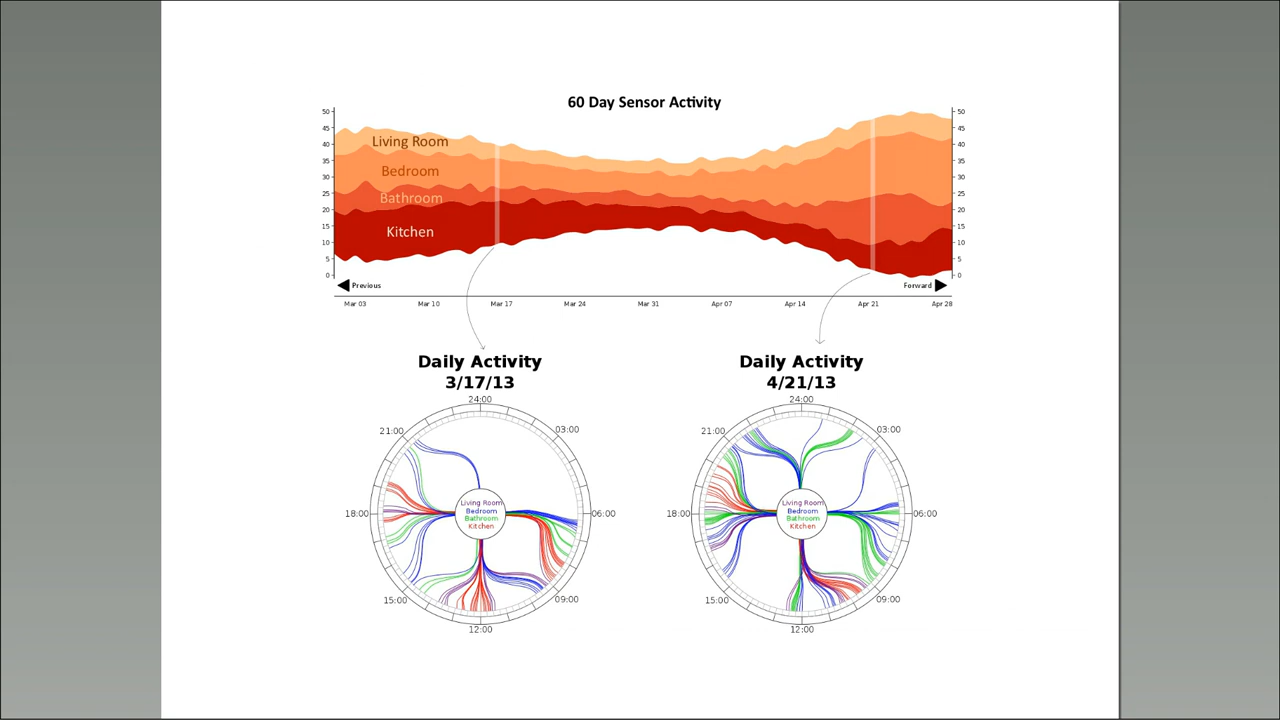 60 Day Sensor Activity
50 50
45 45
40 40
35 35
30 30
25 25
20 20
15 15
10 10
5 5
0 0
Living Room
Bedroom
Bathroom
Kitchen
Previous Forward
Mar 03 Mar 10 Mar 17 Mar 24 Mar 31 Apr 07 Apr 14 Apr 21 Apr 28
Daily Activity
3/17/13
24:00
03:00
06:00
09:00
12:00
15:00
18:00
21:00
Living Room
Bedroom
Bathroom
Kitchen
Daily Activity
4/21/13
24:00
03:00
06:00
09:00
12:00
15:00
18:00
21:00
Living Room
Bedroom
Bathroom
Kitchen